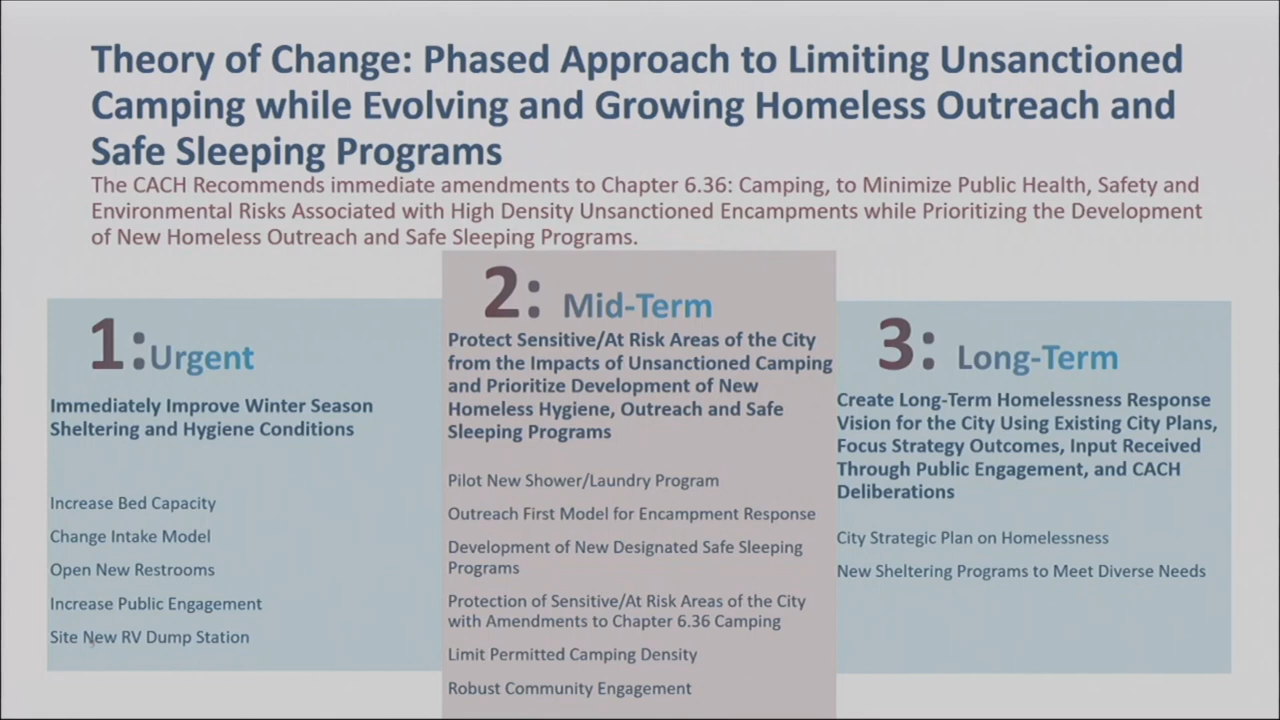 Theory of Change: Phased Approach to Limiting Unsanctioned
Camping while Evolving and Growing Homeless Outreach and
Safe Sleeping Programs
The CACH Recommends immediate amendments to Chapter 6.36: Camping, to Minimize Public Health, Safety and
Environmental Risks Associated with High Density Unsanctioned Encampments while Prioritizing the Development
of New Homeless Outreach and Safe Sleeping Programs.
1: Urgent
Immediately Improve Winter Season
Sheltering and Hygiene Conditions
Increase Bed Capacity
Change Intake Model
Open New Restrooms
Increase Public Engagement
Site New RV Dump Station
2: Mid-Term
Protect Sensitive/At Risk Areas of the City
from the Impacts of Unsanctioned Camping
and Prioritize Development of New
Homeless Hygiene, Outreach and Safe
Sleeping Programs
Pilot New Shower/Laundry Program
Outreach First Model for Encampment Response
Development of New Designated Safe Sleeping
Programs
Protection of Sensitive/At Risk Areas of the City
with Amendments to Chapter 6.36 Camping
Limit Permitted Camping Density
Robust Community Engagement
3: Long-Term
Create Long-Term Homelessness Response
Vision for the City Using Existing City Plans,
Focus Strategy Outcomes, Input Received
Through Public Engagement, and CACH
Deliberations
City Strategic Plan on Homelessness
New Sheltering Programs to Meet Diverse Needs